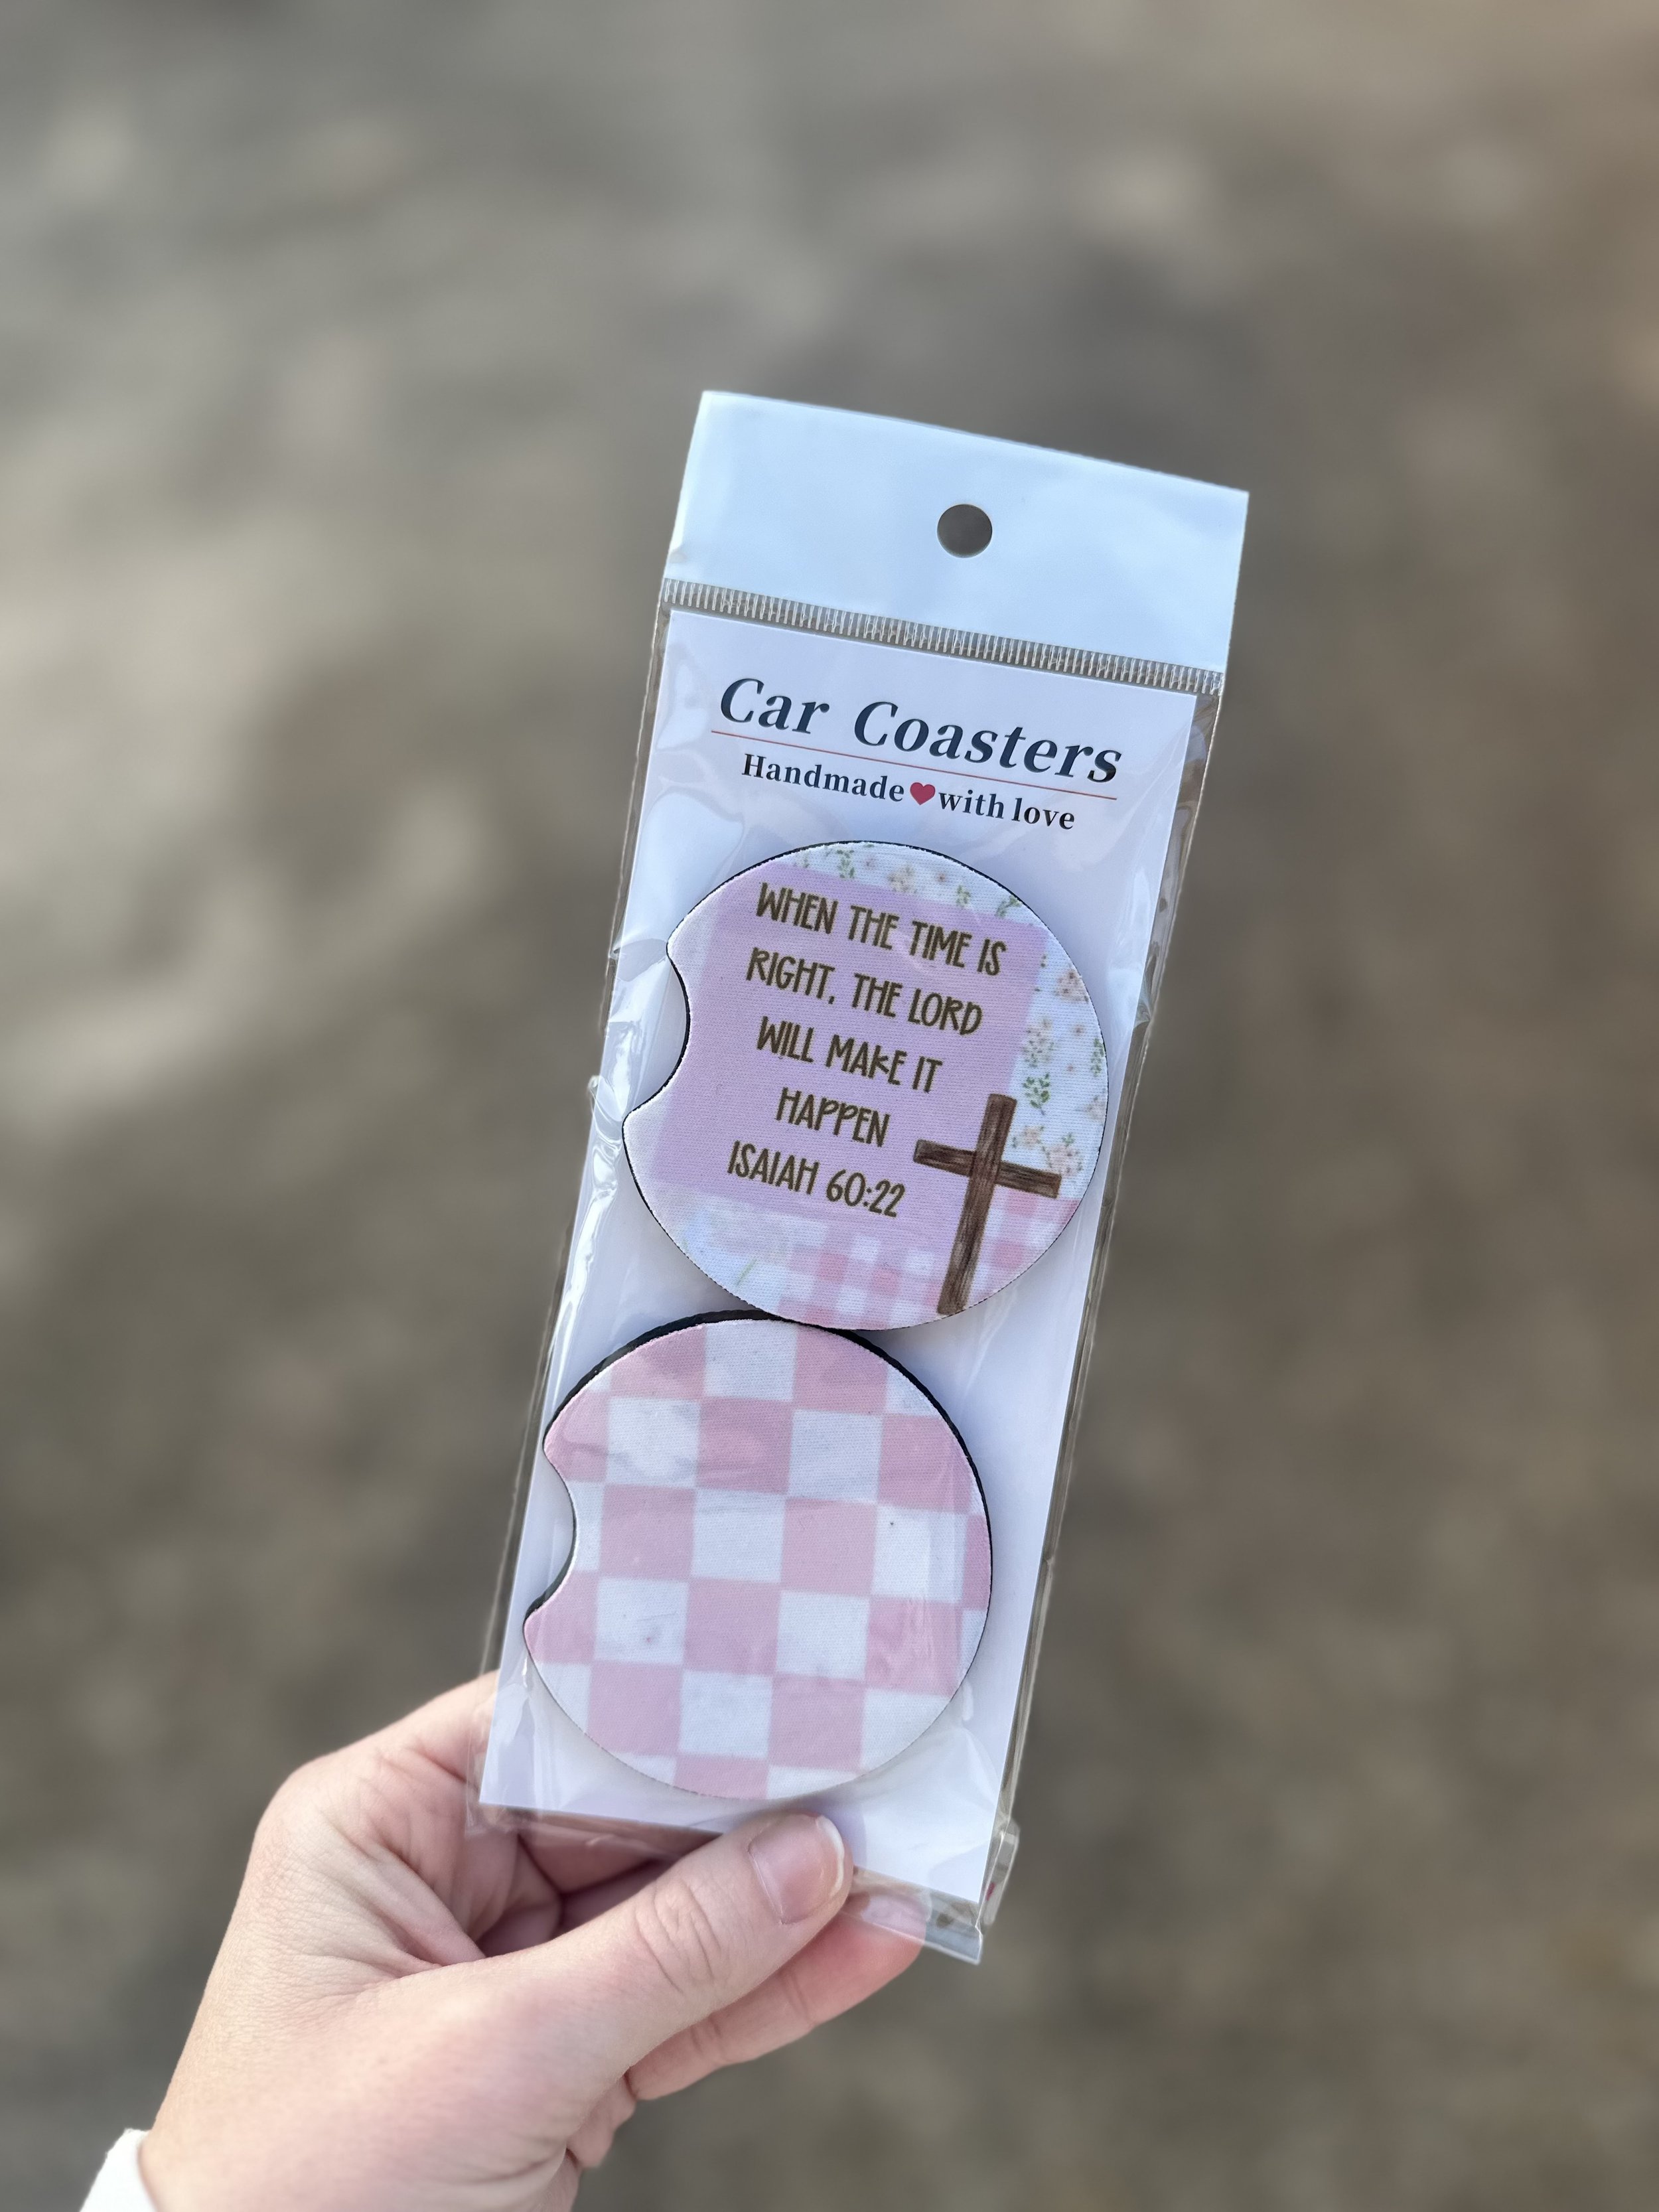 Car Coasters
Handmade❤with love
WHEN THE TIME IS
RIGHT, THE LORD
WILL MAKE IT
HAPPEN
ISAIAH 60:22